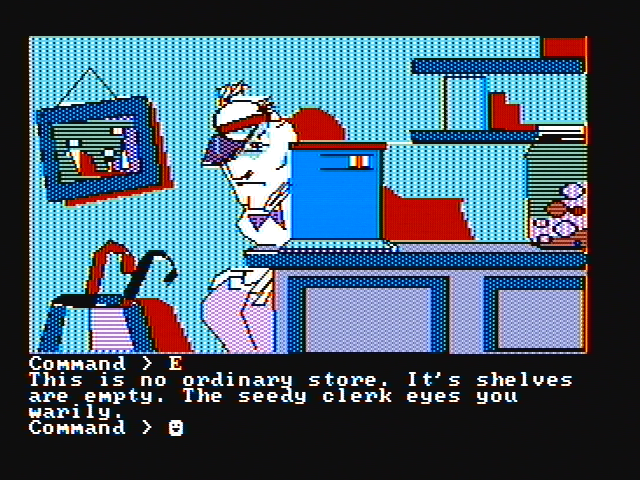 Command > E
This is no ordinary store. It's shelves
are empty. The seedy clerk eyes you
warily.
Command >